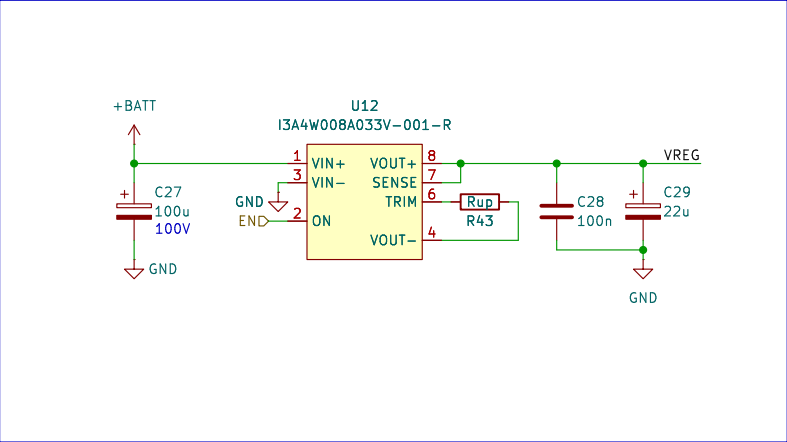 +BATT
U12
I3A4W008A033V-001-R
1 VIN+ VOUT+ 8
VREG
3 VIN- SENSE 7
+ C27
100u
100V
GND
TRIM 6
Rup
R43
EN
2 ON
VOUT- 4
C28
100n
+ C29
22u
GND
GND